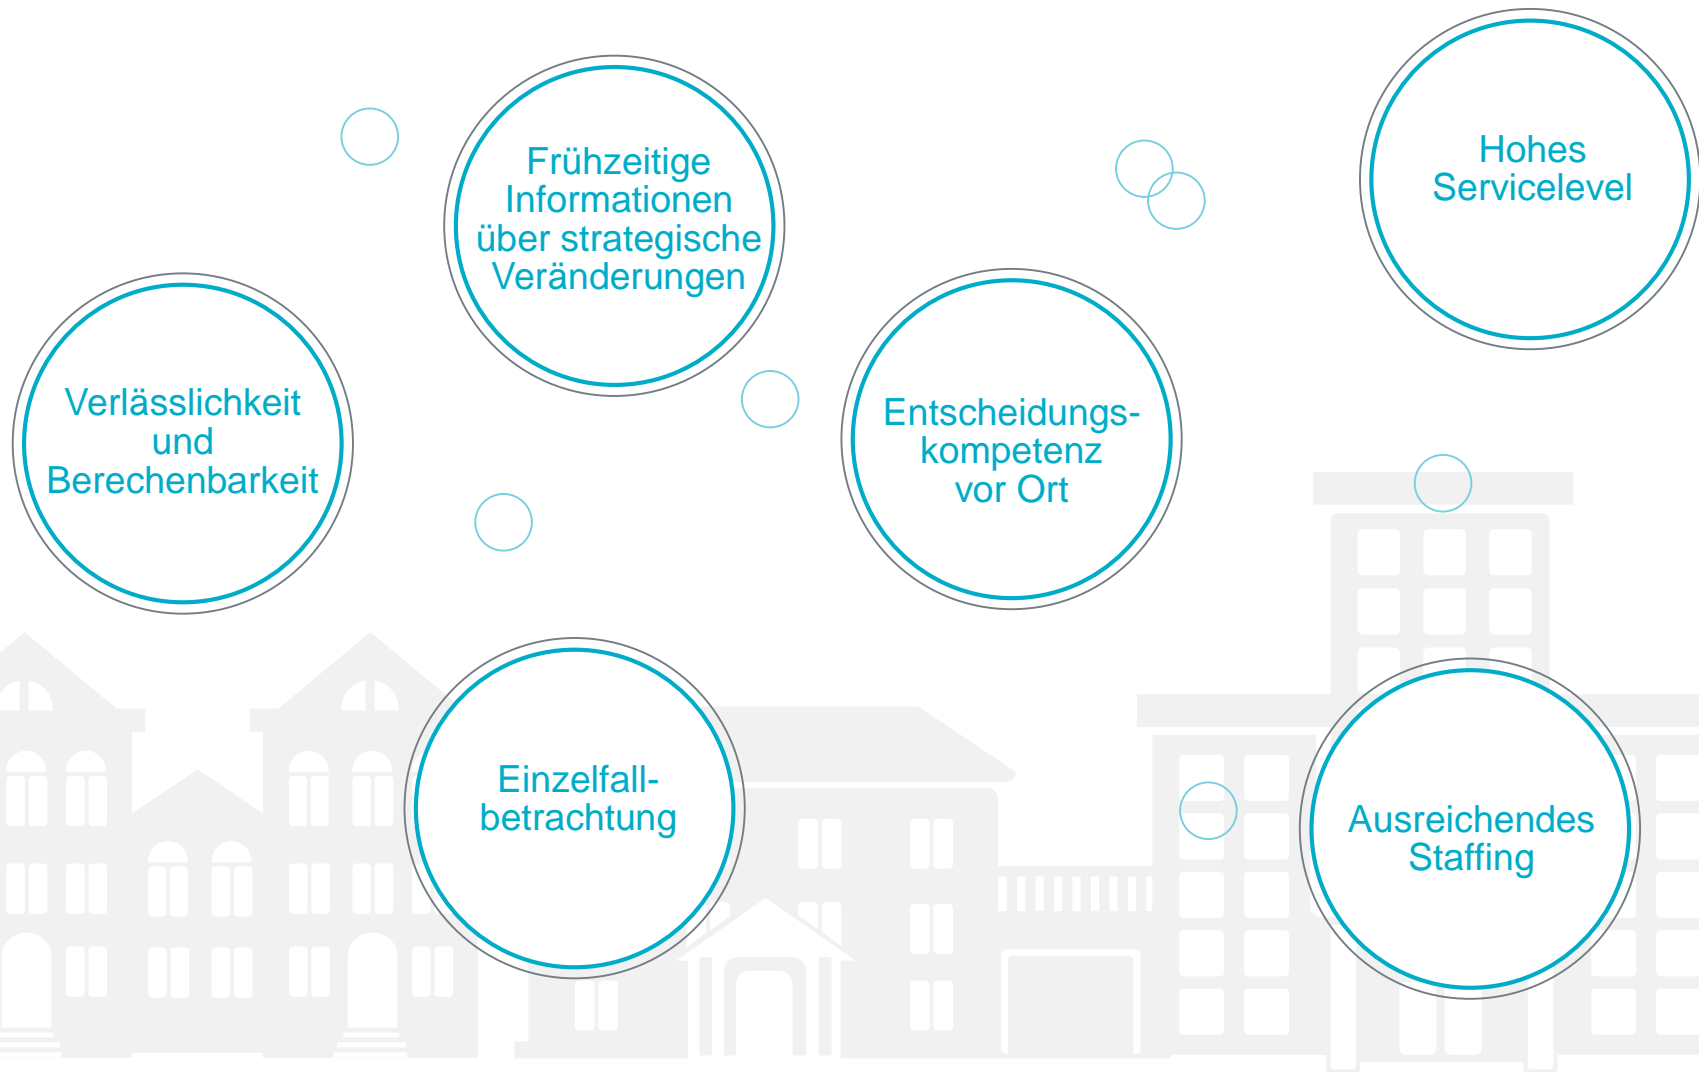 Frühzeitige
Informationen
über strategische
Veränderungen
Hohes
Servicelevel
Verlässlichkeit
und
Berechenbarkeit
Entscheidungs-
kompetenz
vor Ort
Einzelfall-
betrachtung
Ausreichendes
Staffing